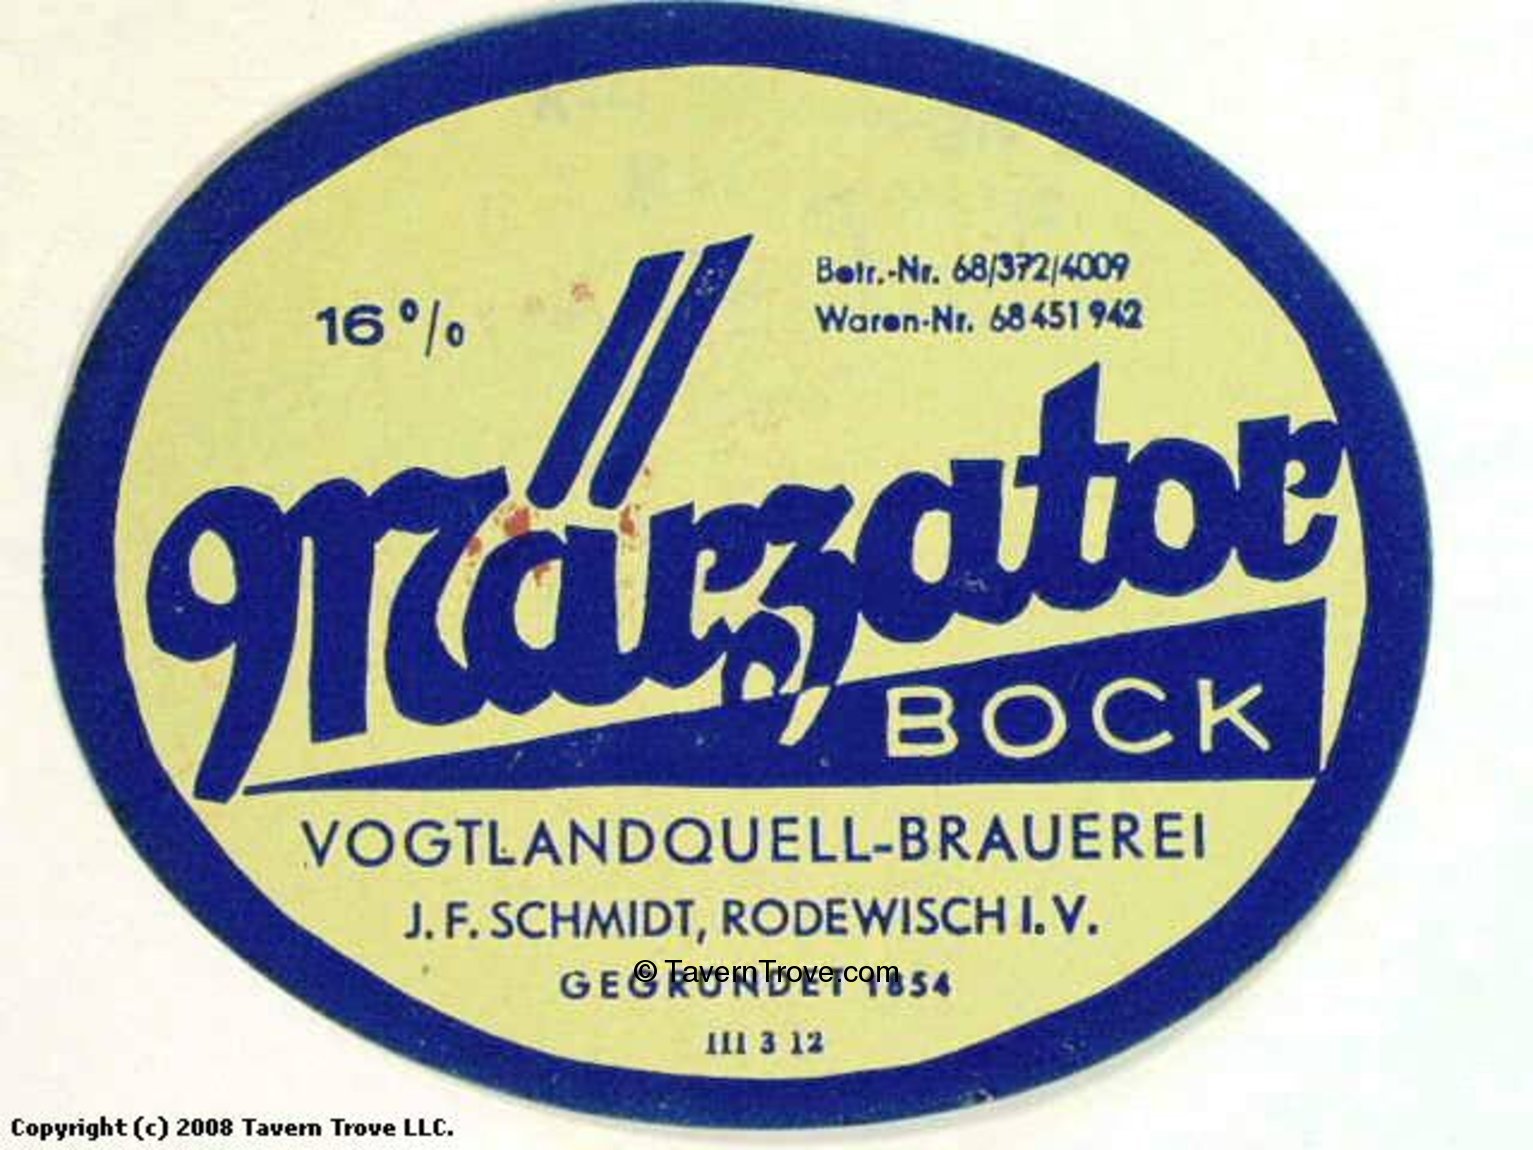 16 %
Betr.-Nr. 68/372/4009
Waren-Nr. 68 451 942
Märzator
BOCK
VOGTLANDQUELL-BRAUEREI
J. F. SCHMIDT, RODEWISCH I. V.
© TavernTrove.com
GEGRÜNDET 1854
III 3 12
Copyright (c) 2008 Tavern Trove LLC.